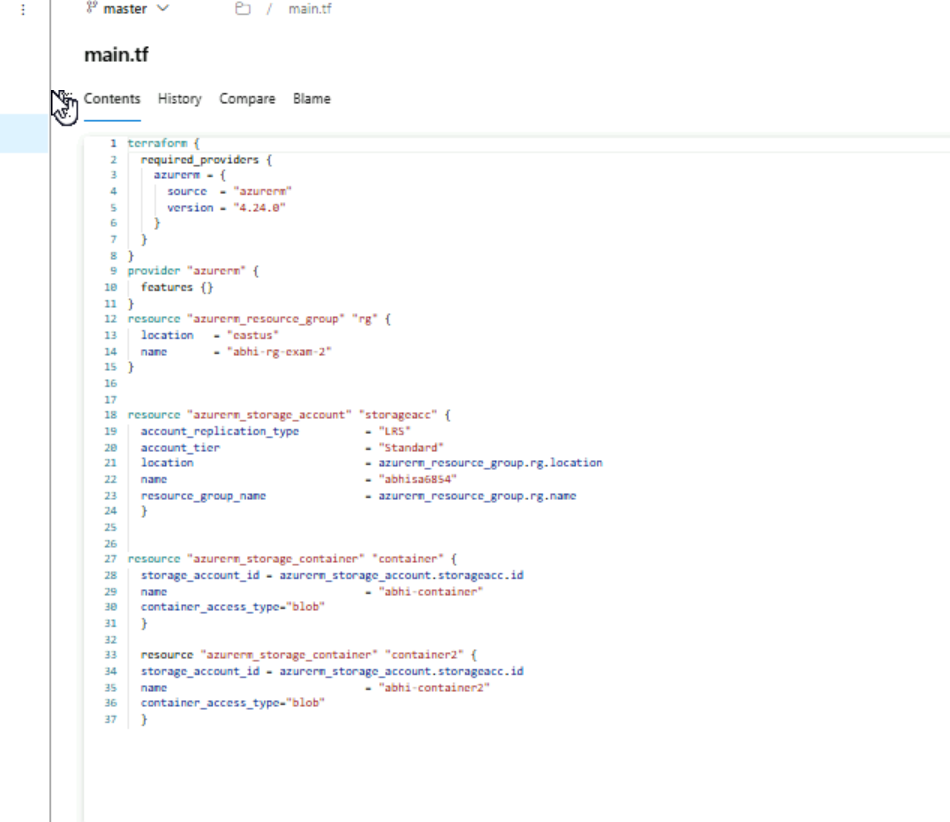 master
/ main.tf
main.tf
Contents History Compare Blame
1 terraform {
2   required_providers {
3     azurerm = {
4       source  = "azurerm"
5       version = "4.24.0"
6     }
7   }
8 }
9 provider "azurerm" {
10   features {}
11 }
12 resource "azurerm_resource_group" "rg" {
13   location   = "eastus"
14   name       = "abhi-rg-exam-2"
15 }
16
17
18 resource "azurerm_storage_account" "storageacc" {
19   account_replication_type          = "LRS"
20   account_tier                      = "Standard"
21   location                          = azurerm_resource_group.rg.location
22   name                              = "abhisa6854"
23   resource_group_name               = azurerm_resource_group.rg.name
24   }
25
26
27 resource "azurerm_storage_container" "container" {
28   storage_account_id = azurerm_storage_account.storageacc.id
29   name                              = "abhi-container"
30   container_access_type="blob"
31   }
32
33   resource "azurerm_storage_container" "container2" {
34   storage_account_id = azurerm_storage_account.storageacc.id
35   name                              = "abhi-container2"
36   container_access_type="blob"
37   }